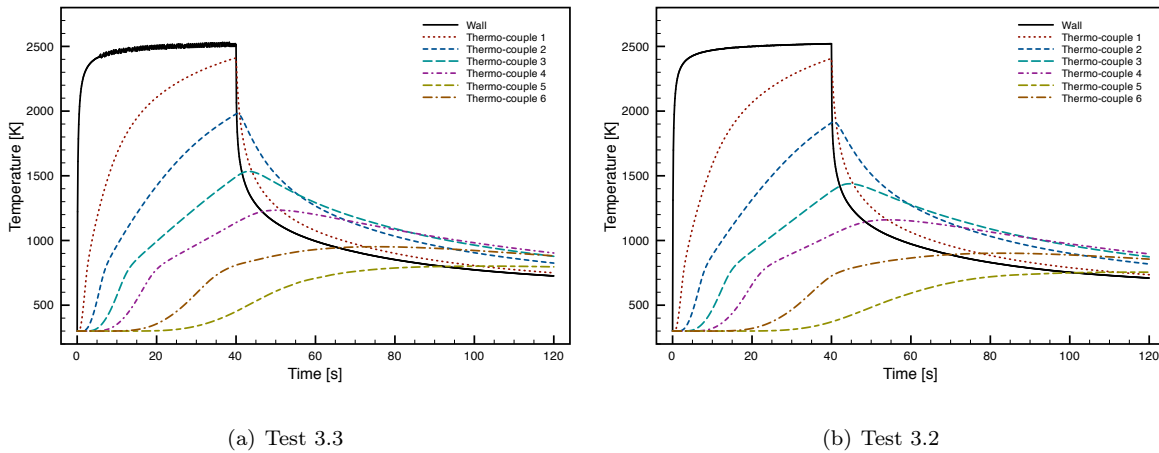 Wall
Thermo-couple 1
Thermo-couple 2
Thermo-couple 3
Thermo-couple 4
Thermo-couple 5
Thermo-couple 6
Temperature [K]
2500
2000
1500
1000
500
0 20 40 60 80 100 120
Time [s]
(a) Test 3.3
Wall
Thermo-couple 1
Thermo-couple 2
Thermo-couple 3
Thermo-couple 4
Thermo-couple 5
Thermo-couple 6
Temperature [K]
2500
2000
1500
1000
500
0 20 40 60 80 100 120
Time [s]
(b) Test 3.2